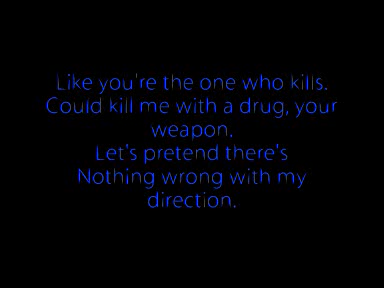 Like you're the one who kills.
Could kill me with a drug, your
weapon.
Let's pretend there's
Nothing wrong with my
direction.